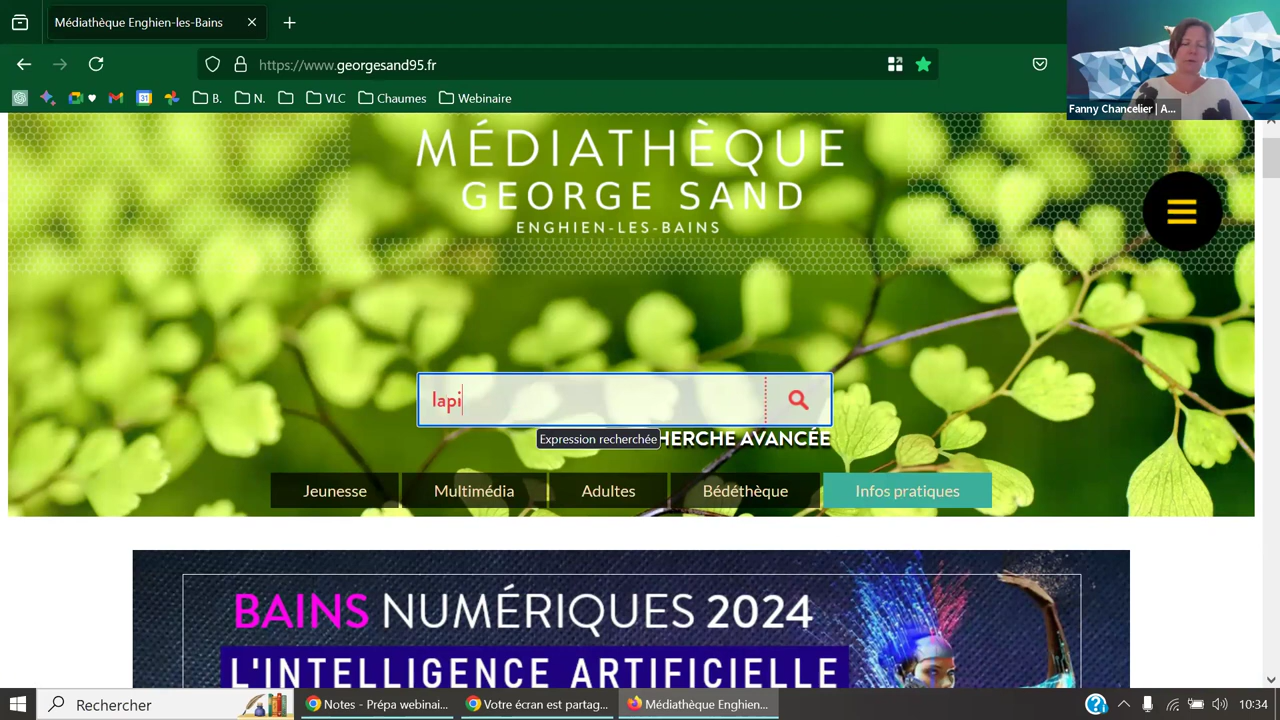 Médiathèque Enghien-les-Bains
https://www.georgesand95.fr
B.
N.
VLC
Chaumes
Webinaire
Fanny Chancelier | A...
MÉDIATHÈQUE
GEORGE SAND
ENGHIEN-LES-BAINS
lapi
Expression recherchée
HERCHE AVANCÉE
Jeunesse
Multimédia
Adultes
Bédéthèque
Infos pratiques
BAINS NUMÉRIQUES 2024
L'INTELLIGENCE ARTIFICIELLE
Rechercher
Notes - Prépa webinai...
Votre écran est partag...
Médiathèque Enghien...
10:34